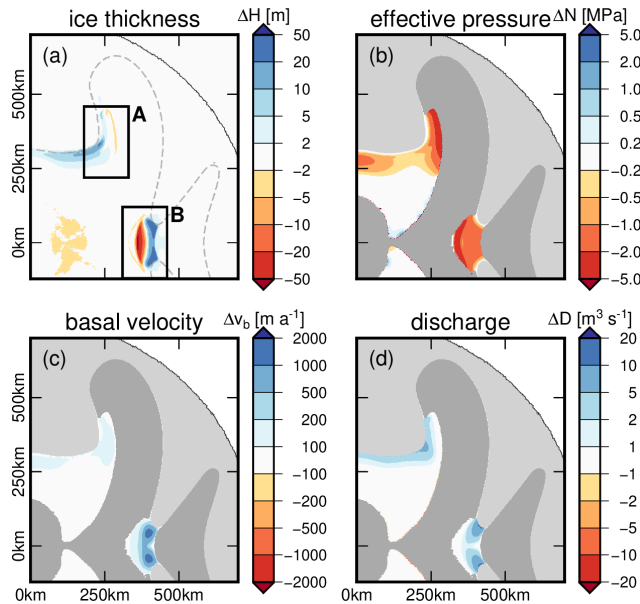 ice thickness
ΔH [m]
effective pressure
ΔN [MPa]
(a)
A
B
500km
250km
0km
50
20
10
5
2
−2
−5
−10
−20
−50
(b)
5.0
2.0
1.0
0.5
0.2
−0.2
−0.5
−1.0
−2.0
−5.0
basal velocity
Δvb [m a-1]
discharge
ΔD [m3 s-1]
(c)
500km
250km
0km
0km
250km
500km
2000
1000
500
200
100
−100
−200
−500
−1000
−2000
(d)
0km
250km
500km
20
10
5
2
1
−1
−2
−5
−10
−20